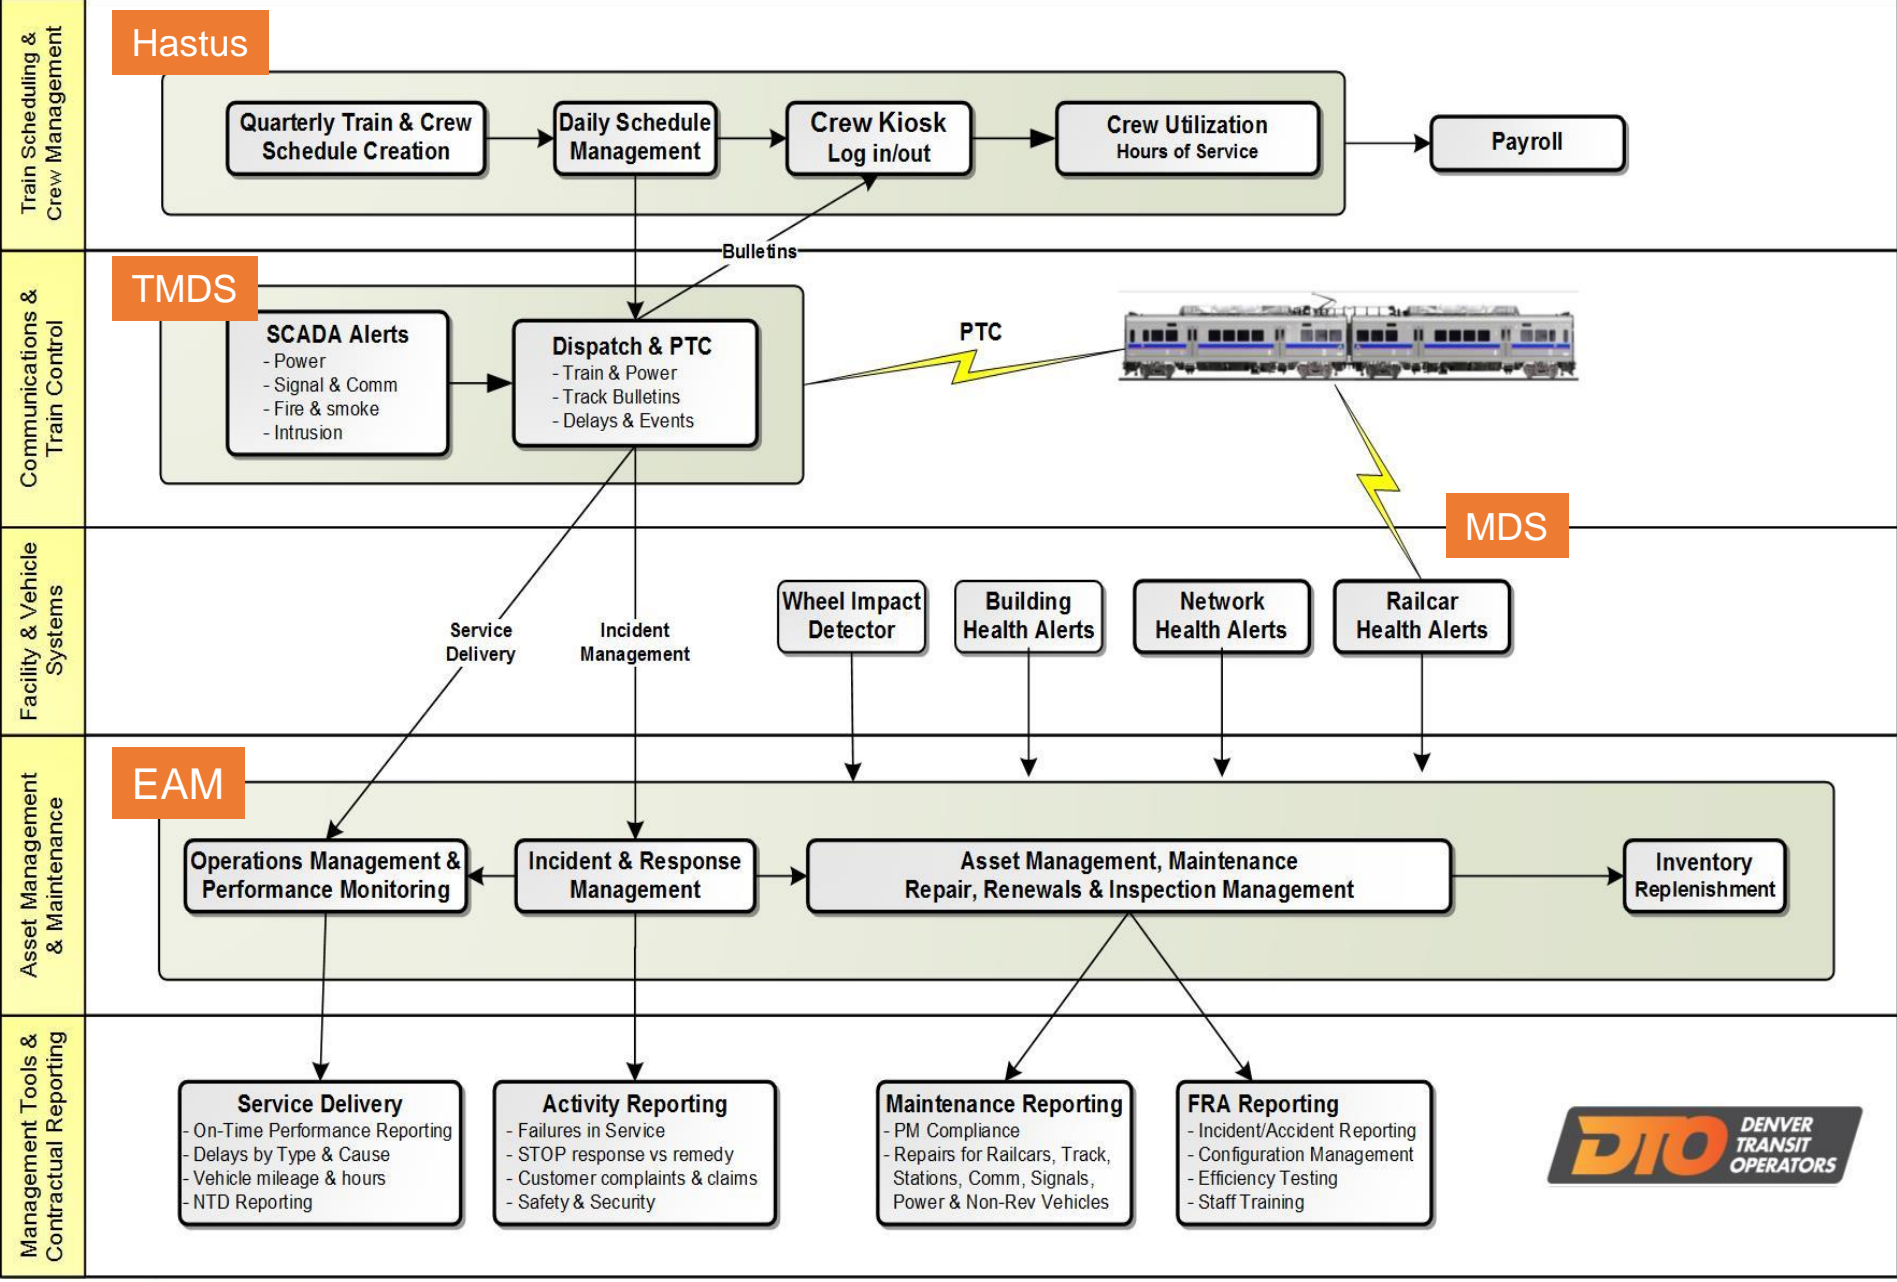 Train Scheduling &
Crew Management
Hastus
Quarterly Train & Crew
Schedule Creation
Daily Schedule
Management
Crew Kiosk
Log in/out
Crew Utilization
Hours of Service
Payroll
Bulletins
Communications &
Train Control
TMDS
SCADA Alerts
- Power
- Signal & Comm
- Fire & smoke
- Intrusion
Dispatch & PTC
- Train & Power
- Track Bulletins
- Delays & Events
PTC
MDS
Facility & Vehicle
Systems
Service
Delivery
Incident
Management
Wheel Impact
Detector
Building
Health Alerts
Network
Health Alerts
Railcar
Health Alerts
Asset Management
& Maintenance
EAM
Operations Management &
Performance Monitoring
Incident & Response
Management
Asset Management, Maintenance
Repair, Renewals & Inspection Management
Inventory
Replenishment
Management Tools &
Contractual Reporting
Service Delivery
- On-Time Performance Reporting
- Delays by Type & Cause
- Vehicle mileage & hours
- NTD Reporting
Activity Reporting
- Failures in Service
- STOP response vs remedy
- Customer complaints & claims
- Safety & Security
Maintenance Reporting
- PM Compliance
- Repairs for Railcars, Track,
Stations, Comm, Signals,
Power & Non-Rev Vehicles
FRA Reporting
- Incident/Accident Reporting
- Configuration Management
- Efficiency Testing
- Staff Training
DTO
DENVER
TRANSIT
OPERATORS